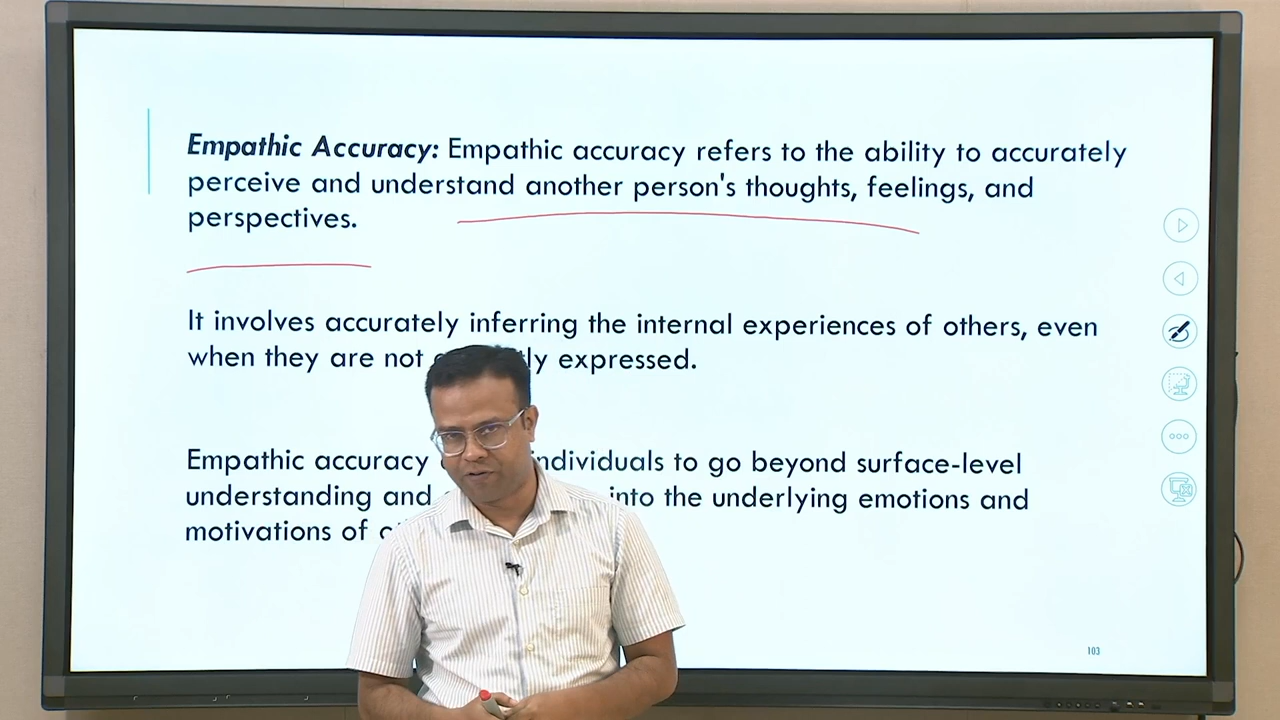 Empathic Accuracy: Empathic accuracy refers to the ability to accurately
perceive and understand another person's thoughts, feelings, and
perspectives.
It involves accurately inferring the internal experiences of others, even
when they are not expressed.
Empathic accuracy individuals to go beyond surface-level
understanding and into the underlying emotions and
motivations of
103